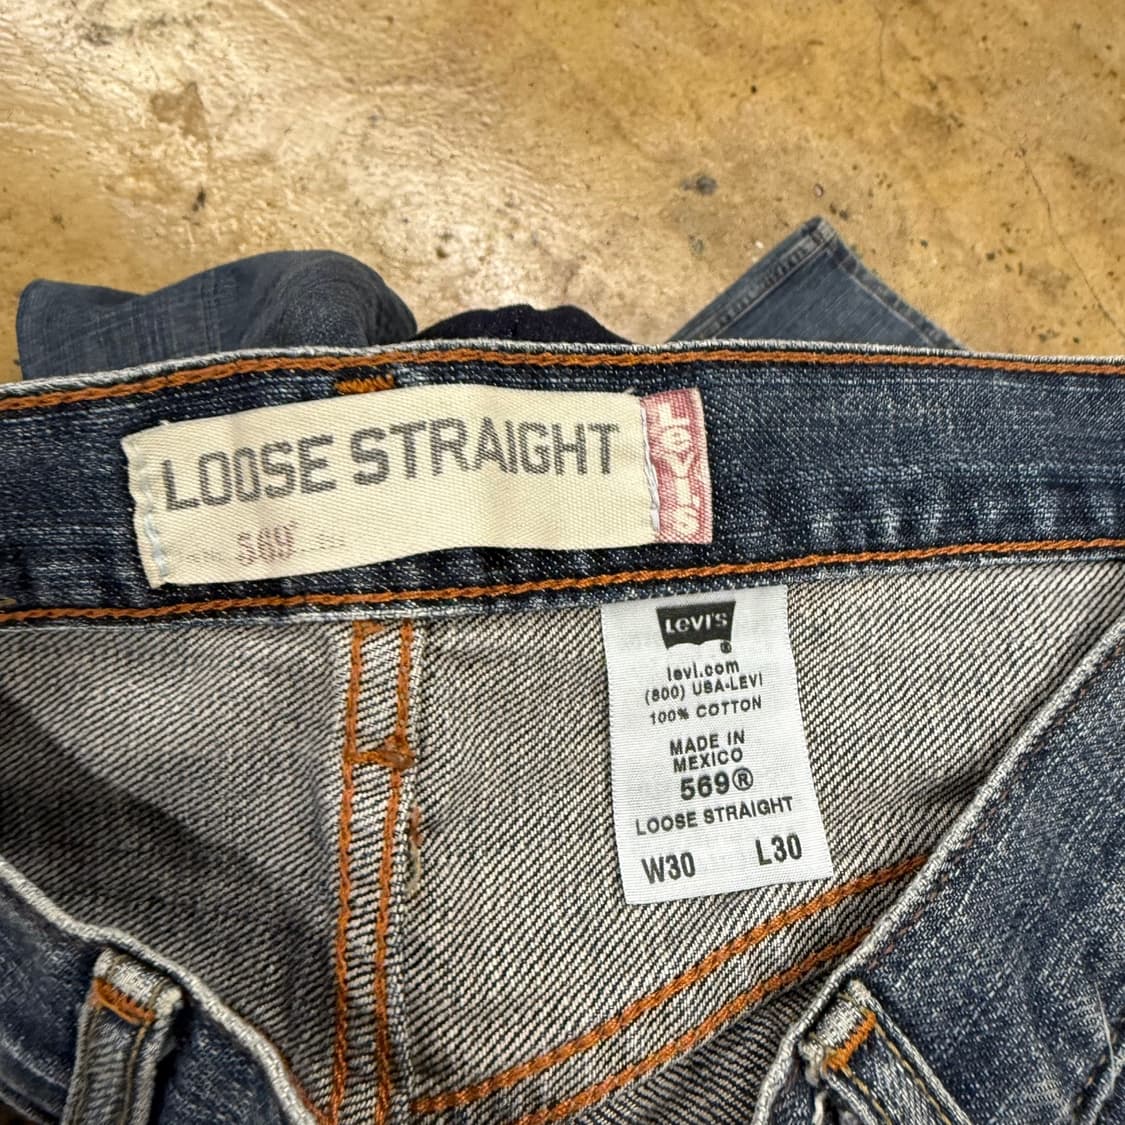 LOOSE STRAIGHT
569
LEVI'S
LEVI'S
®
levi.com
(800) USA-LEVI
100% COTTON
MADE IN
MEXICO
569®
LOOSE STRAIGHT
W30 L30